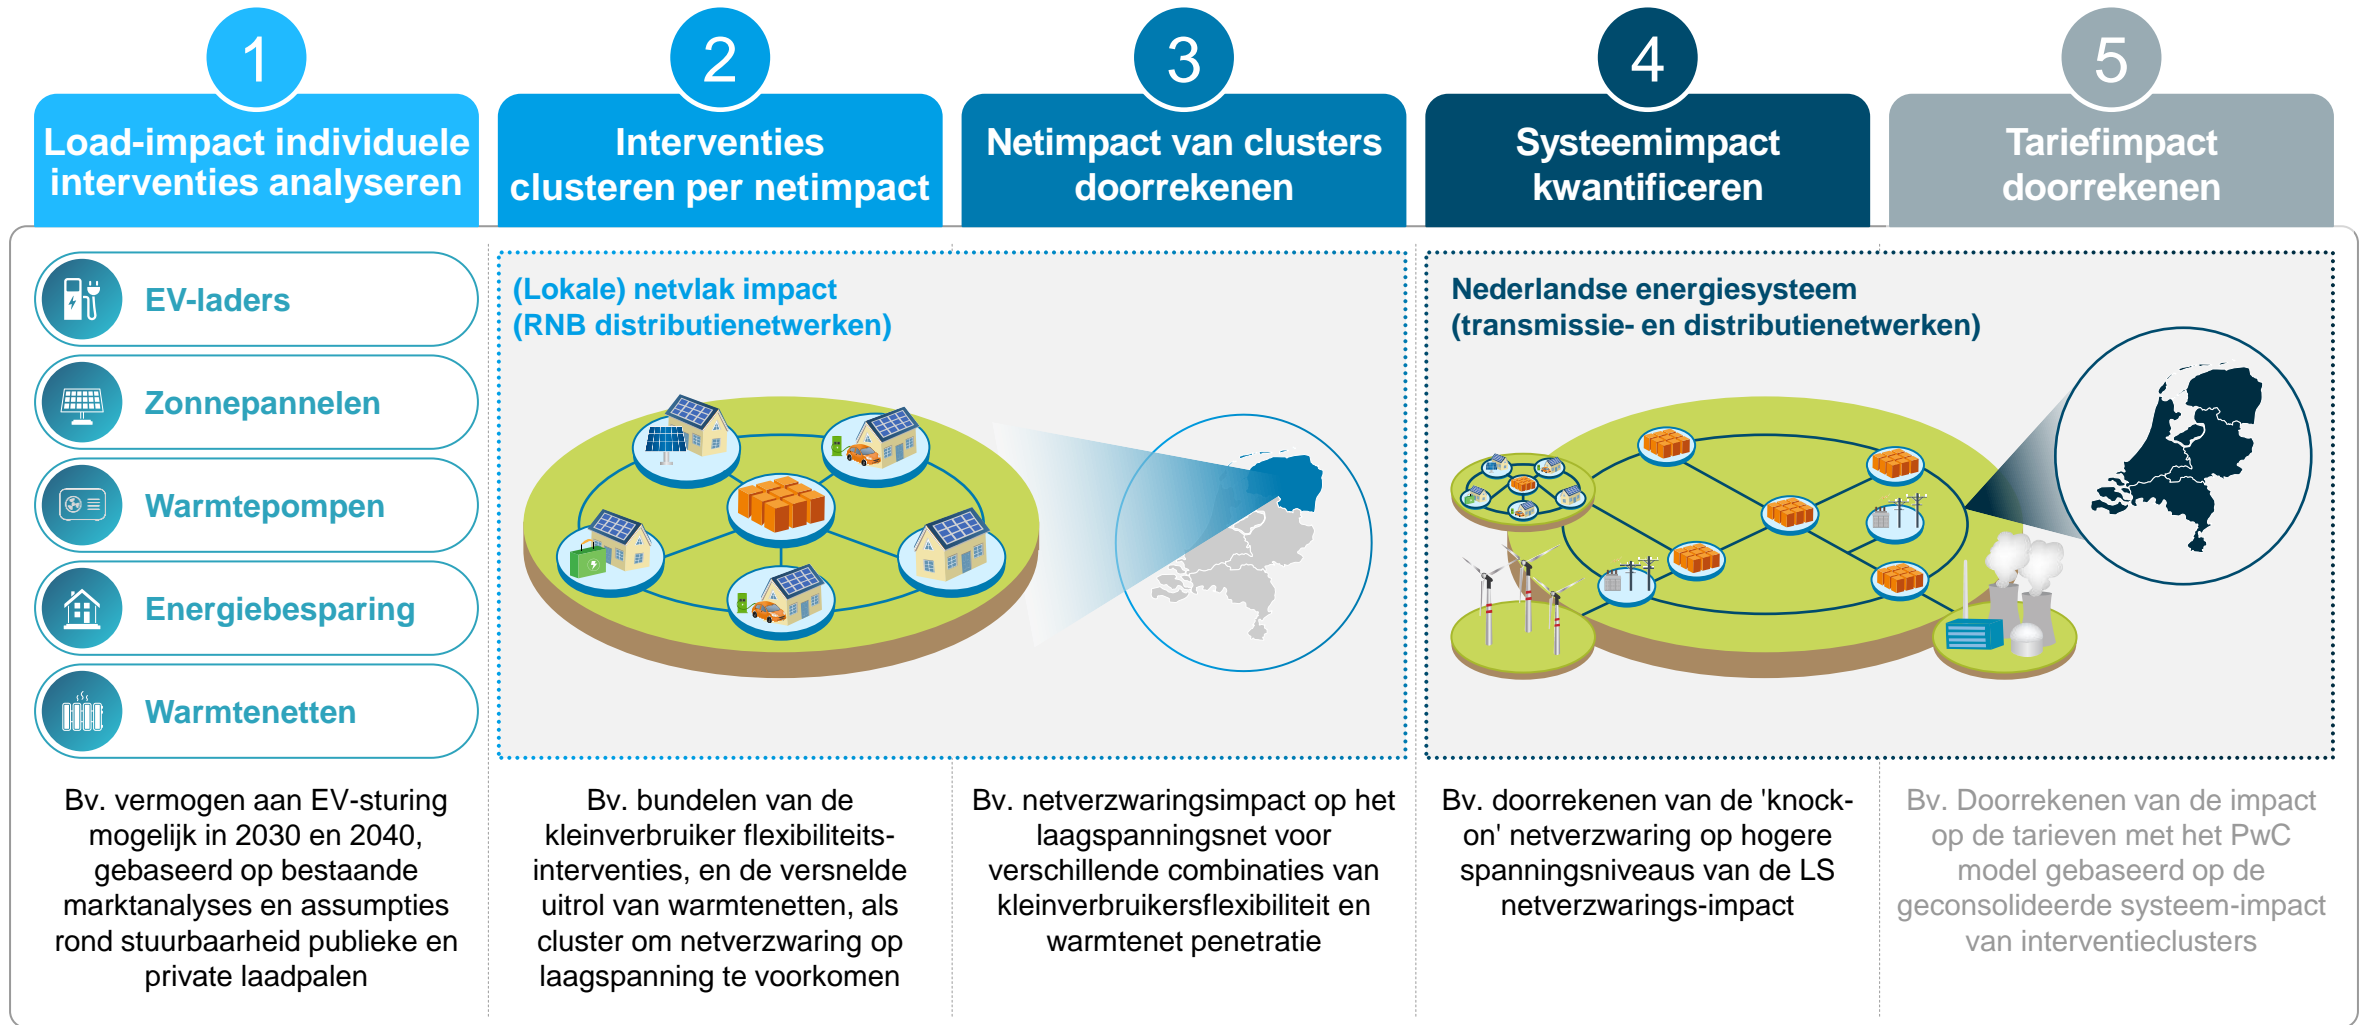 1
Load-impact individuele
interventies analyseren
EV-laders
Zonnepannelen
Warmtepompen
Energiebesparing
Warmtenetten
Bv. vermogen aan EV-sturing
mogelijk in 2030 en 2040,
gebaseerd op bestaande
marktanalyses en assumpties
rond stuurbaarheid publieke en
private laadpalen
2
Interventies
clusteren per netimpact
3
Netimpact van clusters
doorrekenen
(Lokale) netvlak impact
(RNB distributienetwerken)
Bv. bundelen van de
kleinverbruiker flexibiliteits-
interventies, en de versnelde
uitrol van warmtenetten, als
cluster om netverzwaring op
laagspanning te voorkomen
Bv. netverzwaringsimpact op het
laagspanningsnet voor
verschillende combinaties van
kleinverbruikersflexibiliteit en
warmtenet penetratie
4
Systeemimpact
kwantificeren
5
Tariefimpact
doorrekenen
Nederlandse energiesysteem
(transmissie- en distributienetwerken)
Bv. doorrekenen van de 'knock-
on' netverzwaring op hogere
spanningsniveaus van de LS
netverzwarings-impact
Bv. Doorrekenen van de impact
op de tarieven met het PwC
model gebaseerd op de
geconsolideerde systeem-impact
van interventieclusters